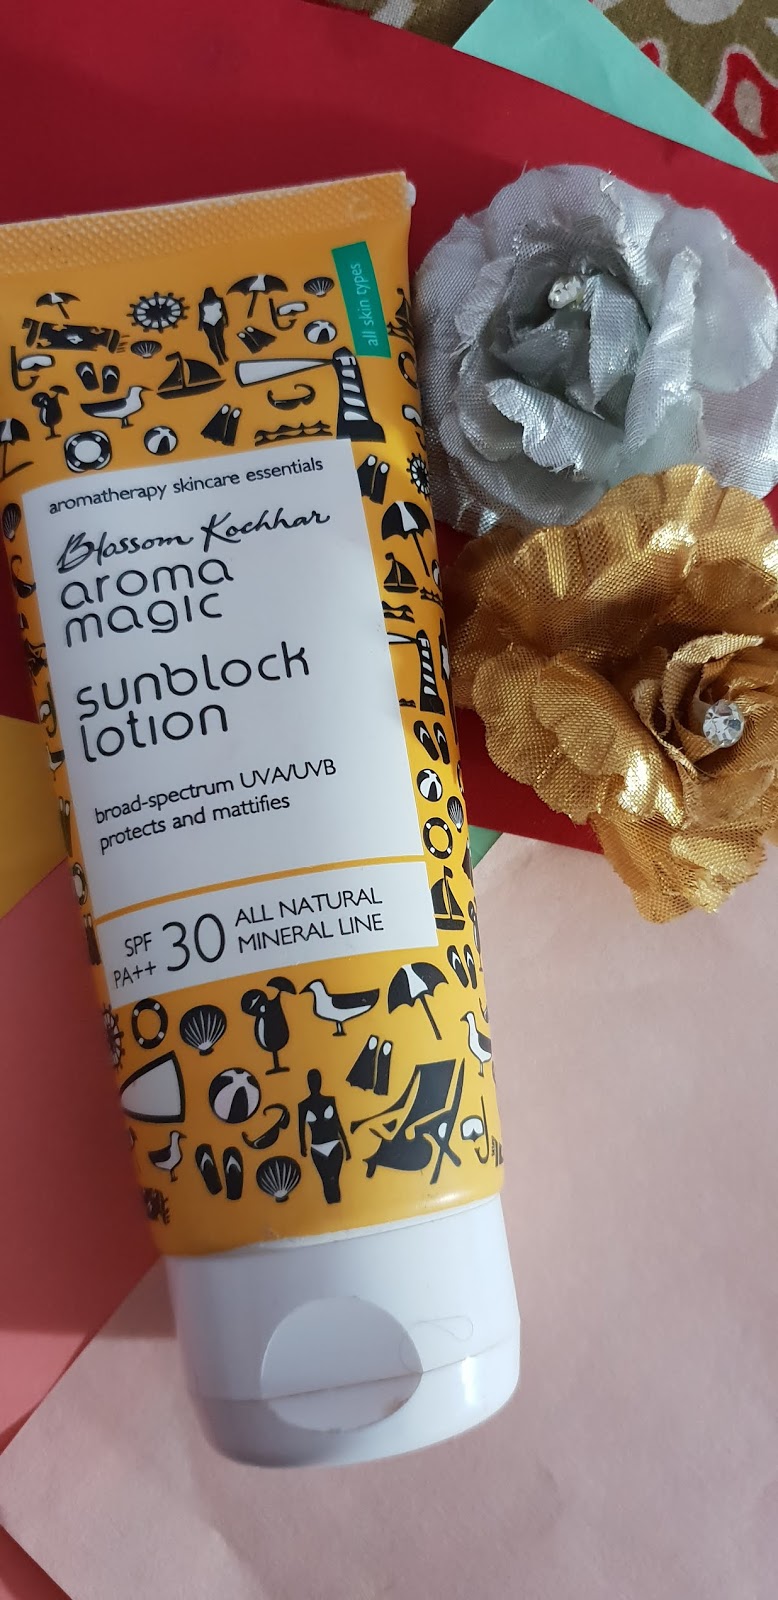 all skin types
aromatherapy skincare essentials
Blossom Kochhar
aroma
magic
sunblock
lotion
broad-spectrum UVA/UVB
protects and mattifies
SPF
PA++
30
ALL NATURAL
MINERAL LINE